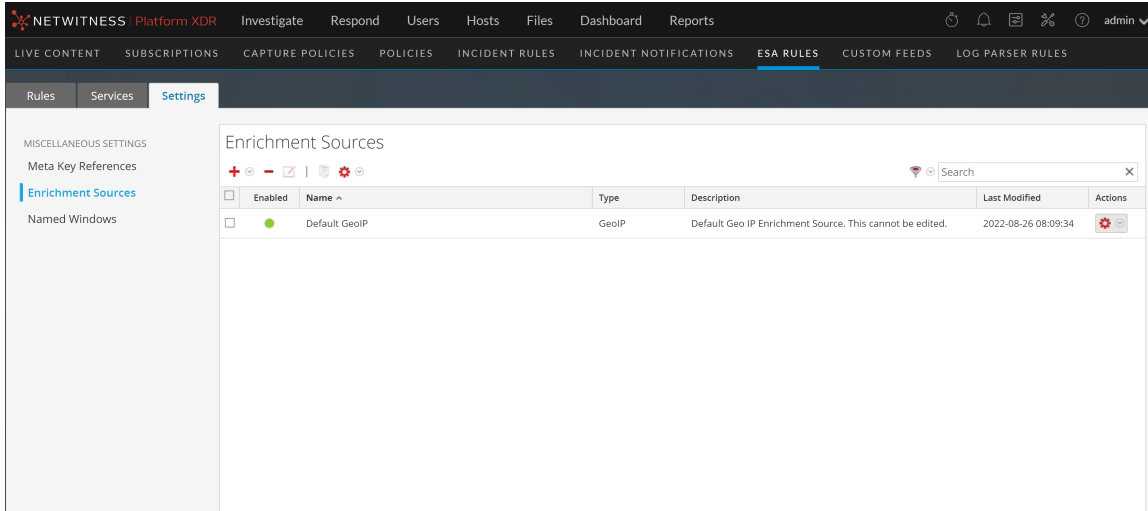 NETWITNESS | Platform XDR Investigate Respond Users Hosts Files Dashboard Reports admin
LIVE CONTENT SUBSCRIPTIONS CAPTURE POLICIES POLICIES INCIDENT RULES INCIDENT NOTIFICATIONS ESA RULES CUSTOM FEEDS LOG PARSER RULES
Rules Services Settings
MISCELLANEOUS SETTINGS
Meta Key References
Enrichment Sources
Named Windows
Enrichment Sources
Search
Enabled Name Type Description Last Modified Actions
Default GeoIP GeoIP Default Geo IP Enrichment Source. This cannot be edited. 2022-08-26 08:09:34